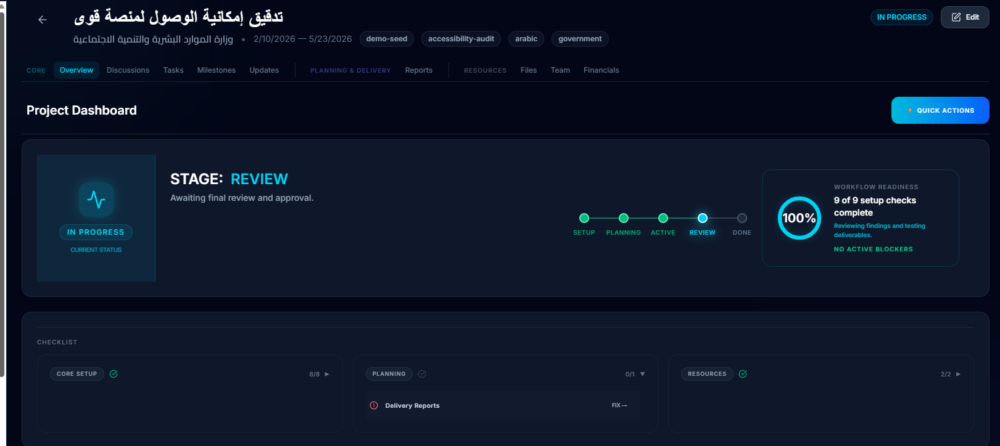 تدقيق إمكانية الوصول لمنصة قوى
IN PROGRESS
Edit
وزارة الموارد البشرية والتنمية الاجتماعية • 2/10/2026 — 5/23/2026 demo-seed accessibility-audit arabic government
CORE Overview Discussions Tasks Milestones Updates PLANNING & DELIVERY Reports RESOURCES Files Team Financials
Project Dashboard
QUICK ACTIONS
IN PROGRESS
CURRENT STATUS
STAGE: REVIEW
Awaiting final review and approval.
SETUP PLANNING ACTIVE REVIEW DONE
100%
WORKFLOW READINESS
9 of 9 setup checks
complete
Reviewing findings and testing
deliverables.
NO ACTIVE BLOCKERS
CHECKLIST
CORE SETUP 8/8 ▶
PLANNING 0/1 ▼
Delivery Reports FIX→
RESOURCES 2/2 ▶